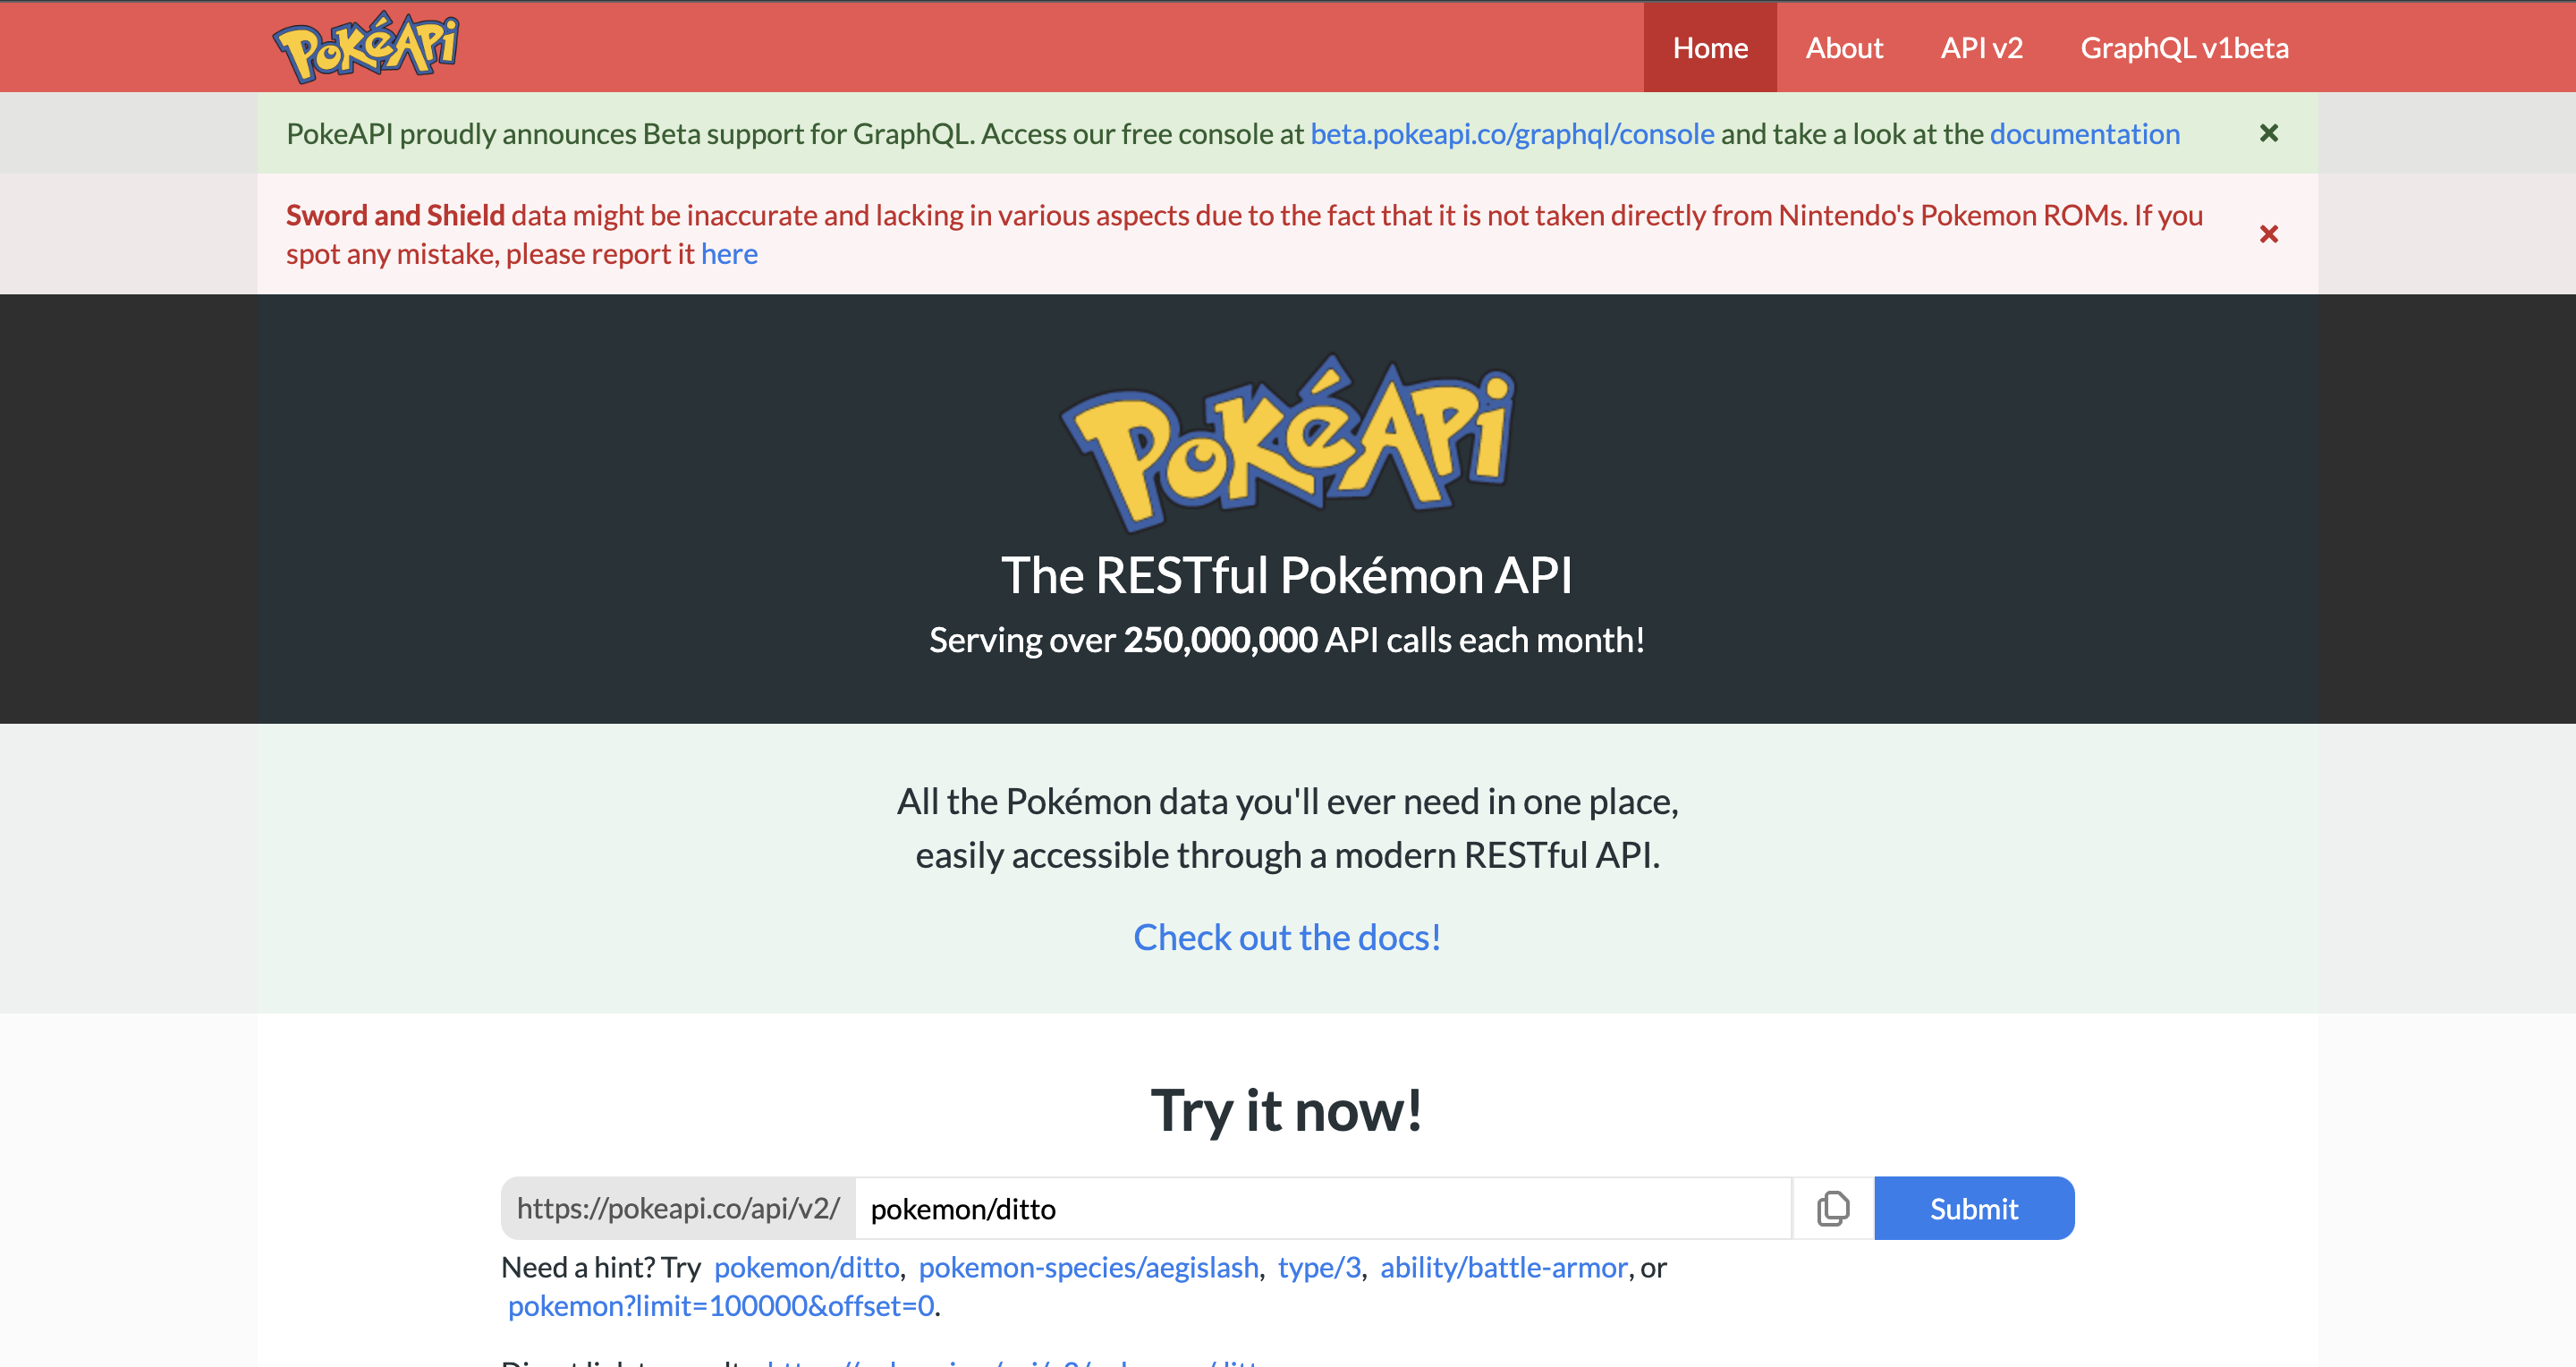 PokéAPi
Home
About
API v2
GraphQL v1beta
PokeAPI proudly announces Beta support for GraphQL. Access our free console at beta.pokeapi.co/graphql/console and take a look at the documentation
Sword and Shield data might be inaccurate and lacking in various aspects due to the fact that it is not taken directly from Nintendo's Pokemon ROMs. If you
spot any mistake, please report it here
PokéAPi
The RESTful Pokémon API
Serving over 250,000,000 API calls each month!
All the Pokémon data you'll ever need in one place,
easily accessible through a modern RESTful API.
Check out the docs!
Try it now!
https://pokeapi.co/api/v2/
pokemon/ditto
Submit
Need a hint? Try pokemon/ditto, pokemon-species/aegislash, type/3, ability/battle-armor, or
pokemon?limit=100000&offset=0.